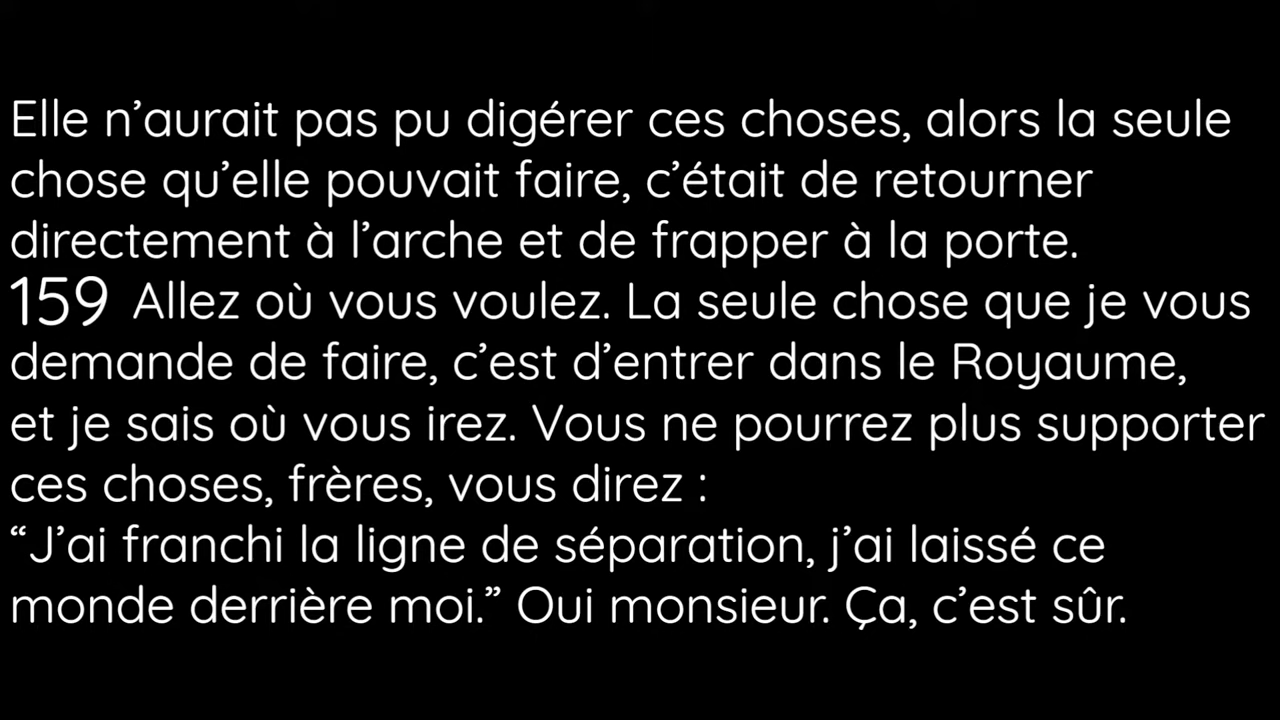 Elle n’aurait pas pu digérer ces choses, alors la seule
chose qu’elle pouvait faire, c’était de retourner
directement à l’arche et de frapper à la porte.
159 Allez où vous voulez. La seule chose que je vous
demande de faire, c’est d’entrer dans le Royaume,
et je sais où vous irez. Vous ne pourrez plus supporter
ces choses, frères, vous direz :
“J’ai franchi la ligne de séparation, j’ai laissé ce
monde derrière moi.” Oui monsieur. Ça, c’est sûr.